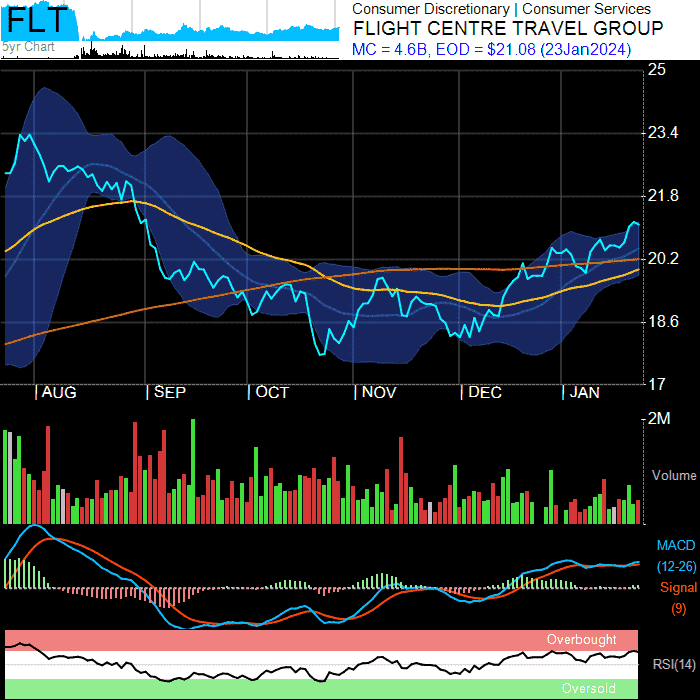 FLT
5yr Chart
Consumer Discretionary | Consumer Services
FLIGHT CENTRE TRAVEL GROUP
MC = 4.6B, EOD = $21.08 (23Jan2024)
25
23.4
21.8
20.2
18.6
17
| AUG | SEP | OCT | NOV | DEC | JAN
2M
Volume
MACD
(12-26)
Signal
(9)
Overbought
RSI(14)
Oversold